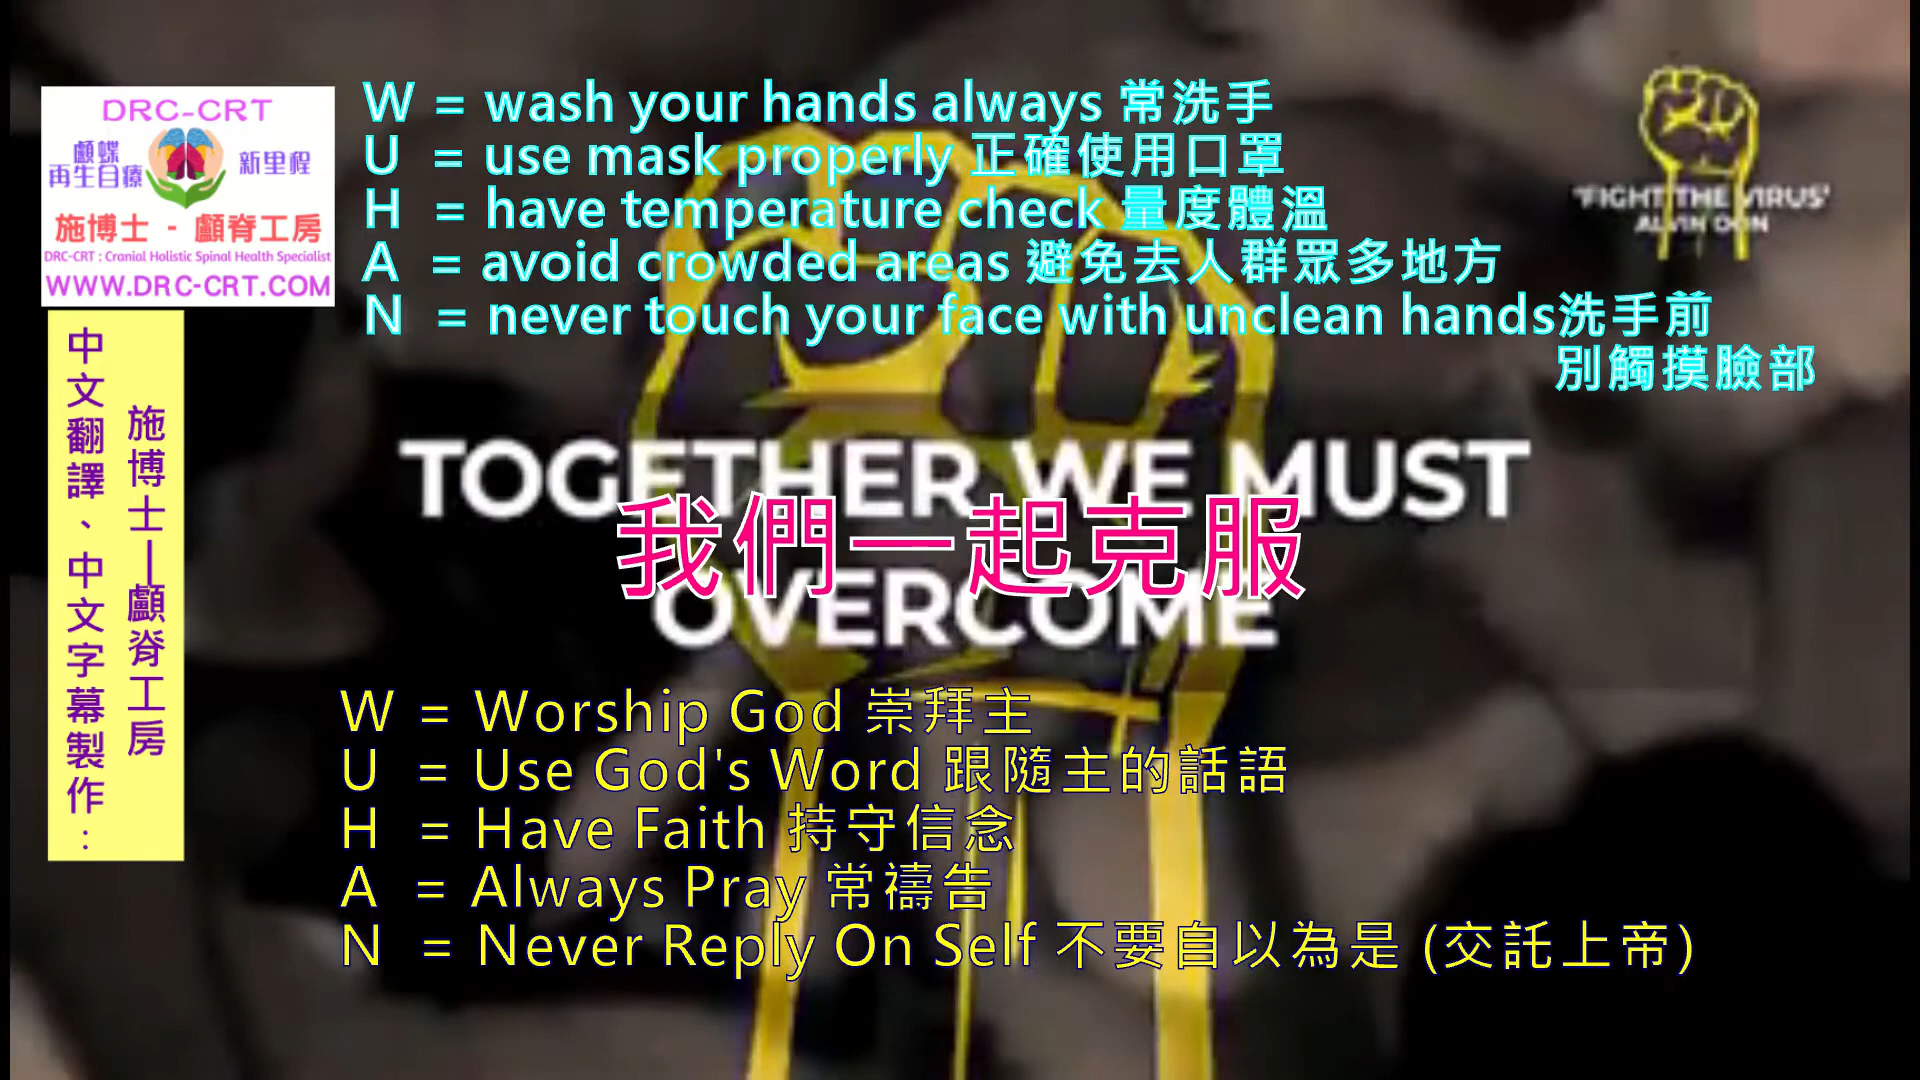 DRC-CRT
顱蝶
再生自療
新里程
施博士 - 顱脊工房
DRC-CRT : Cranial Holistic Spinal Health Specialist
WWW.DRC-CRT.COM
中文翻譯、中文字幕製作：
施博士—顱脊工房
W = wash your hands always 常洗手
U = use mask properly 正確使用口罩
H = have temperature check 量度體溫
A = avoid crowded areas 避免去人群眾多地方
N = never touch your face with unclean hands洗手前
別觸摸臉部
'FIGHT THE VIRUS'
ALVIN OON
TOGETHER WE MUST
我們一起克服
OVERCOME
W = Worship God 崇拜主
U = Use God's Word 跟隨主的話語
H = Have Faith 持守信念
A = Always Pray 常禱告
N = Never Reply On Self 不要自以為是 (交託上帝)